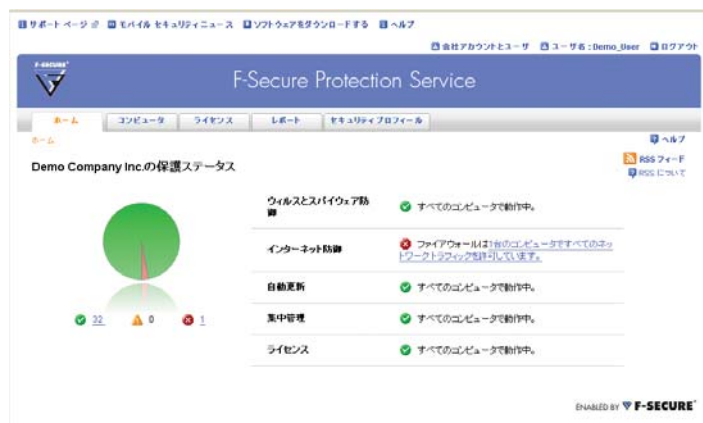 サポート ページ
モバイル セキュリティニュース
ソフトウェアをダウンロードする
ヘルプ
会社アカウントとユーザ
ユーザ名 : Demo_User
ログアウト
F-SECURE
F-Secure Protection Service
ホーム
コンピュータ
ライセンス
レポート
セキュリティプロフィール
ホーム
ヘルプ
RSS フィード
RSS について
Demo Company Inc.の保護ステータス
ウィルスとスパイウェア防
御
すべてのコンピュータで動作中。
インターネット防御
ファイアウォールは1台のコンピュータですべてのネッ
トワークトラフィックを許可しています。
自動更新
すべてのコンピュータで動作中。
32
0
1
集中管理
すべてのコンピュータで動作中。
ライセンス
すべてのコンピュータで動作中。
ENABLED BY F-SECURE